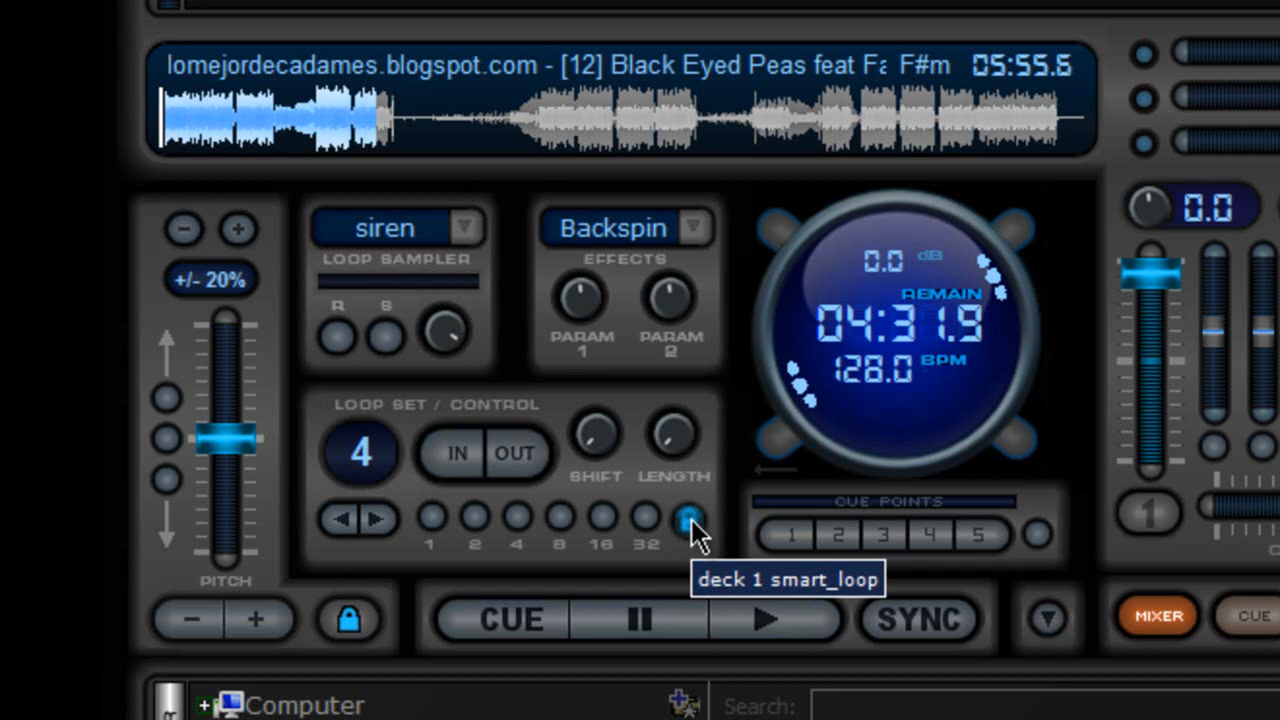 lomejordecadames.blogspot.com - [12] Black Eyed Peas feat Fa F#m 05:55.6
siren
Backspin
LOOP SAMPLER
EFFECTS
+/- 20%
R S
PARAM 1
PARAM 2
0.0 dB
REMAIN
04:31.9
128.0 BPM
0.0
LOOP SET / CONTROL
4
IN OUT
SHIFT
LENGTH
1 2 4 8 16 32
CUE POINTS
1 2 3 4 5
1
deck 1 smart_loop
PITCH
- +
CUE
SYNC
MIXER
CUE
Computer
Search: